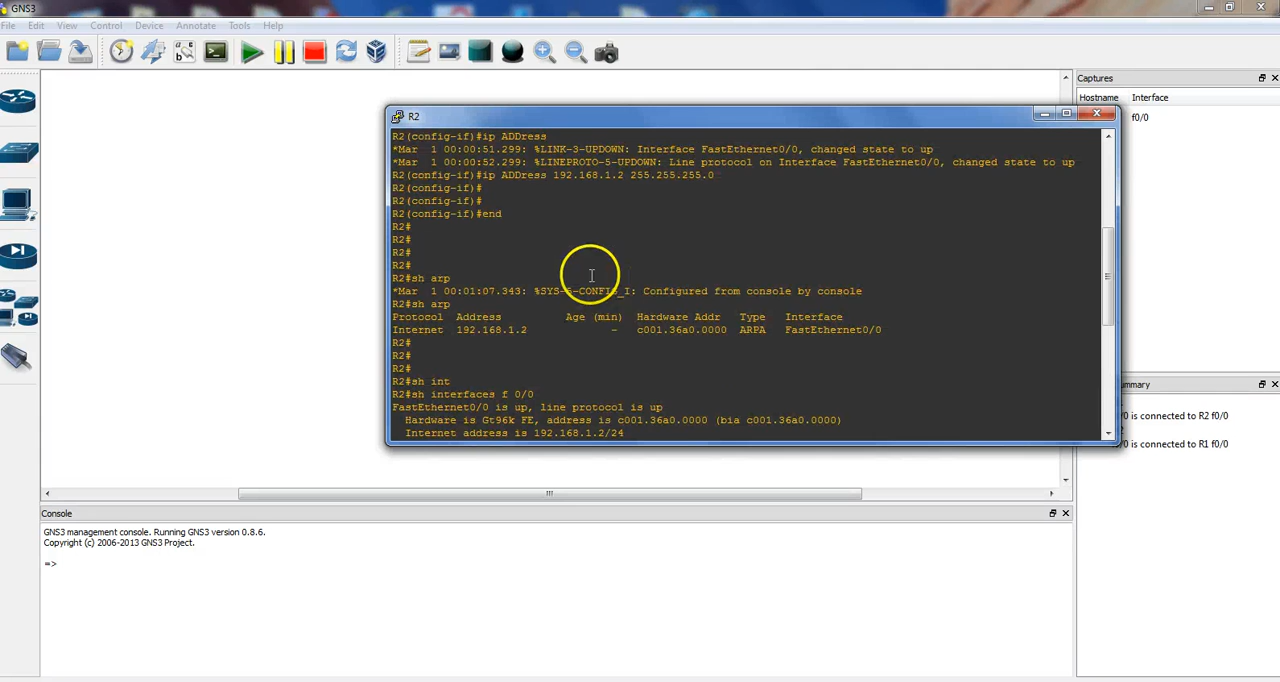 GNS3
File Edit View Control Device Annotate Tools Help
Captures
Hostname Interface
f0/0
R2
R2(config-if)#ip ADDress
*Mar 1 00:00:51.299: %LINK-3-UPDOWN: Interface FastEthernet0/0, changed state to up
*Mar 1 00:00:52.299: %LINEPROTO-5-UPDOWN: Line protocol on Interface FastEthernet0/0, changed state to up
R2(config-if)#ip ADDress 192.168.1.2 255.255.255.0
R2(config-if)#
R2(config-if)#
R2(config-if)#end
R2#
R2#
R2#
R2#
R2#sh arp
*Mar 1 00:01:07.343: %SYS-5-CONFIG_I: Configured from console by console
R2#sh arp
Protocol Address Age (min) Hardware Addr Type Interface
Internet 192.168.1.2 - c001.36a0.0000 ARPA FastEthernet0/0
R2#
R2#
R2#
R2#sh int
R2#sh interfaces f 0/0
FastEthernet0/0 is up, line protocol is up
Hardware is Gt96k FE, address is c001.36a0.0000 (bia c001.36a0.0000)
Internet address is 192.168.1.2/24
ummary
/0 is connected to R2 f0/0
2
/0 is connected to R1 f0/0
Console
GNS3 management console. Running GNS3 version 0.8.6.
Copyright (c) 2006-2013 GNS3 Project.
=>